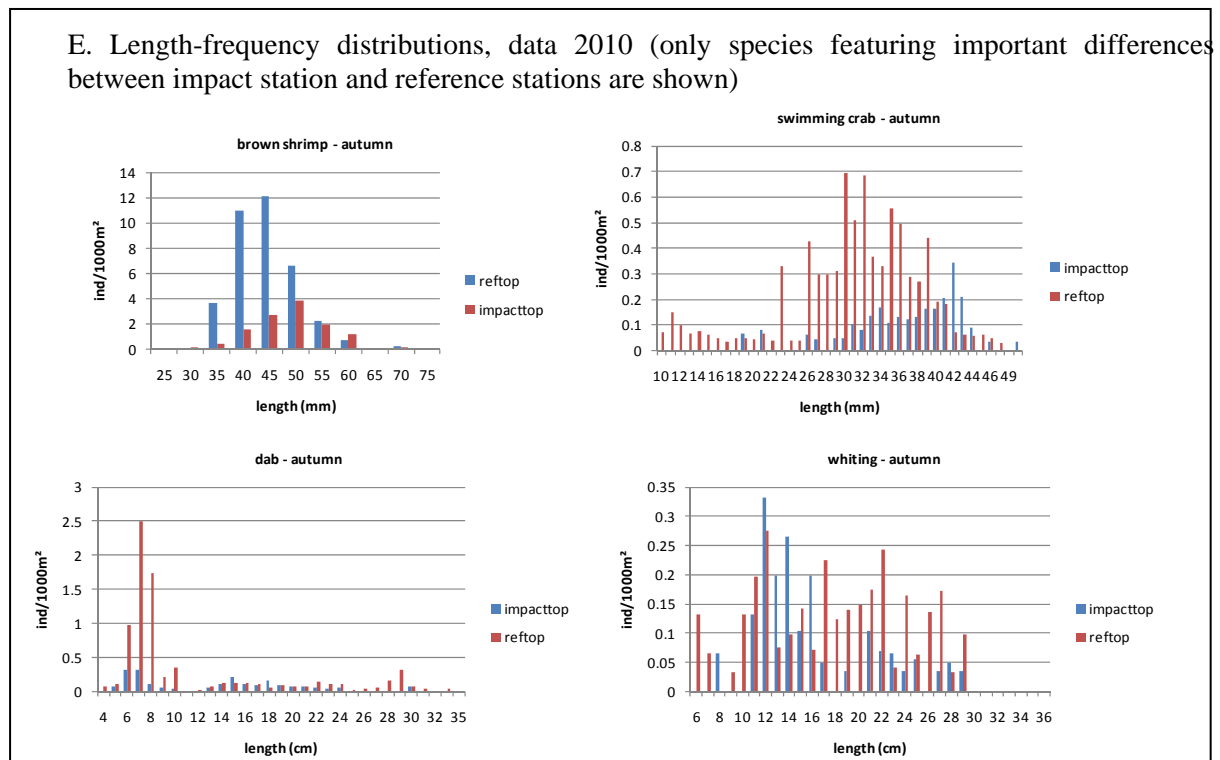 E. Length-frequency distributions, data 2010 (only species featuring important differences
between impact station and reference stations are shown)
brown shrimp - autumn
14
12
10
8
6
4
2
0
ind/1000m²
25 30 35 40 45 50 55 60 65 70 75
length (mm)
reftop
impacttop
swimming crab - autumn
0.8
0.7
0.6
0.5
0.4
0.3
0.2
0.1
0
ind/1000m²
10 12 14 16 18 20 22 24 26 28 30 32 34 36 38 40 42 44 46 49
length (mm)
impacttop
reftop
dab - autumn
3
2.5
2
1.5
1
0.5
0
ind/1000m²
4 6 8 10 12 14 16 18 20 22 24 26 28 30 32 35
length (cm)
impacttop
reftop
whiting - autumn
0.35
0.3
0.25
0.2
0.15
0.1
0.05
0
ind/1000m²
6 8 10 12 14 16 18 20 22 24 26 28 30 32 34 36
length (cm)
impacttop
reftop